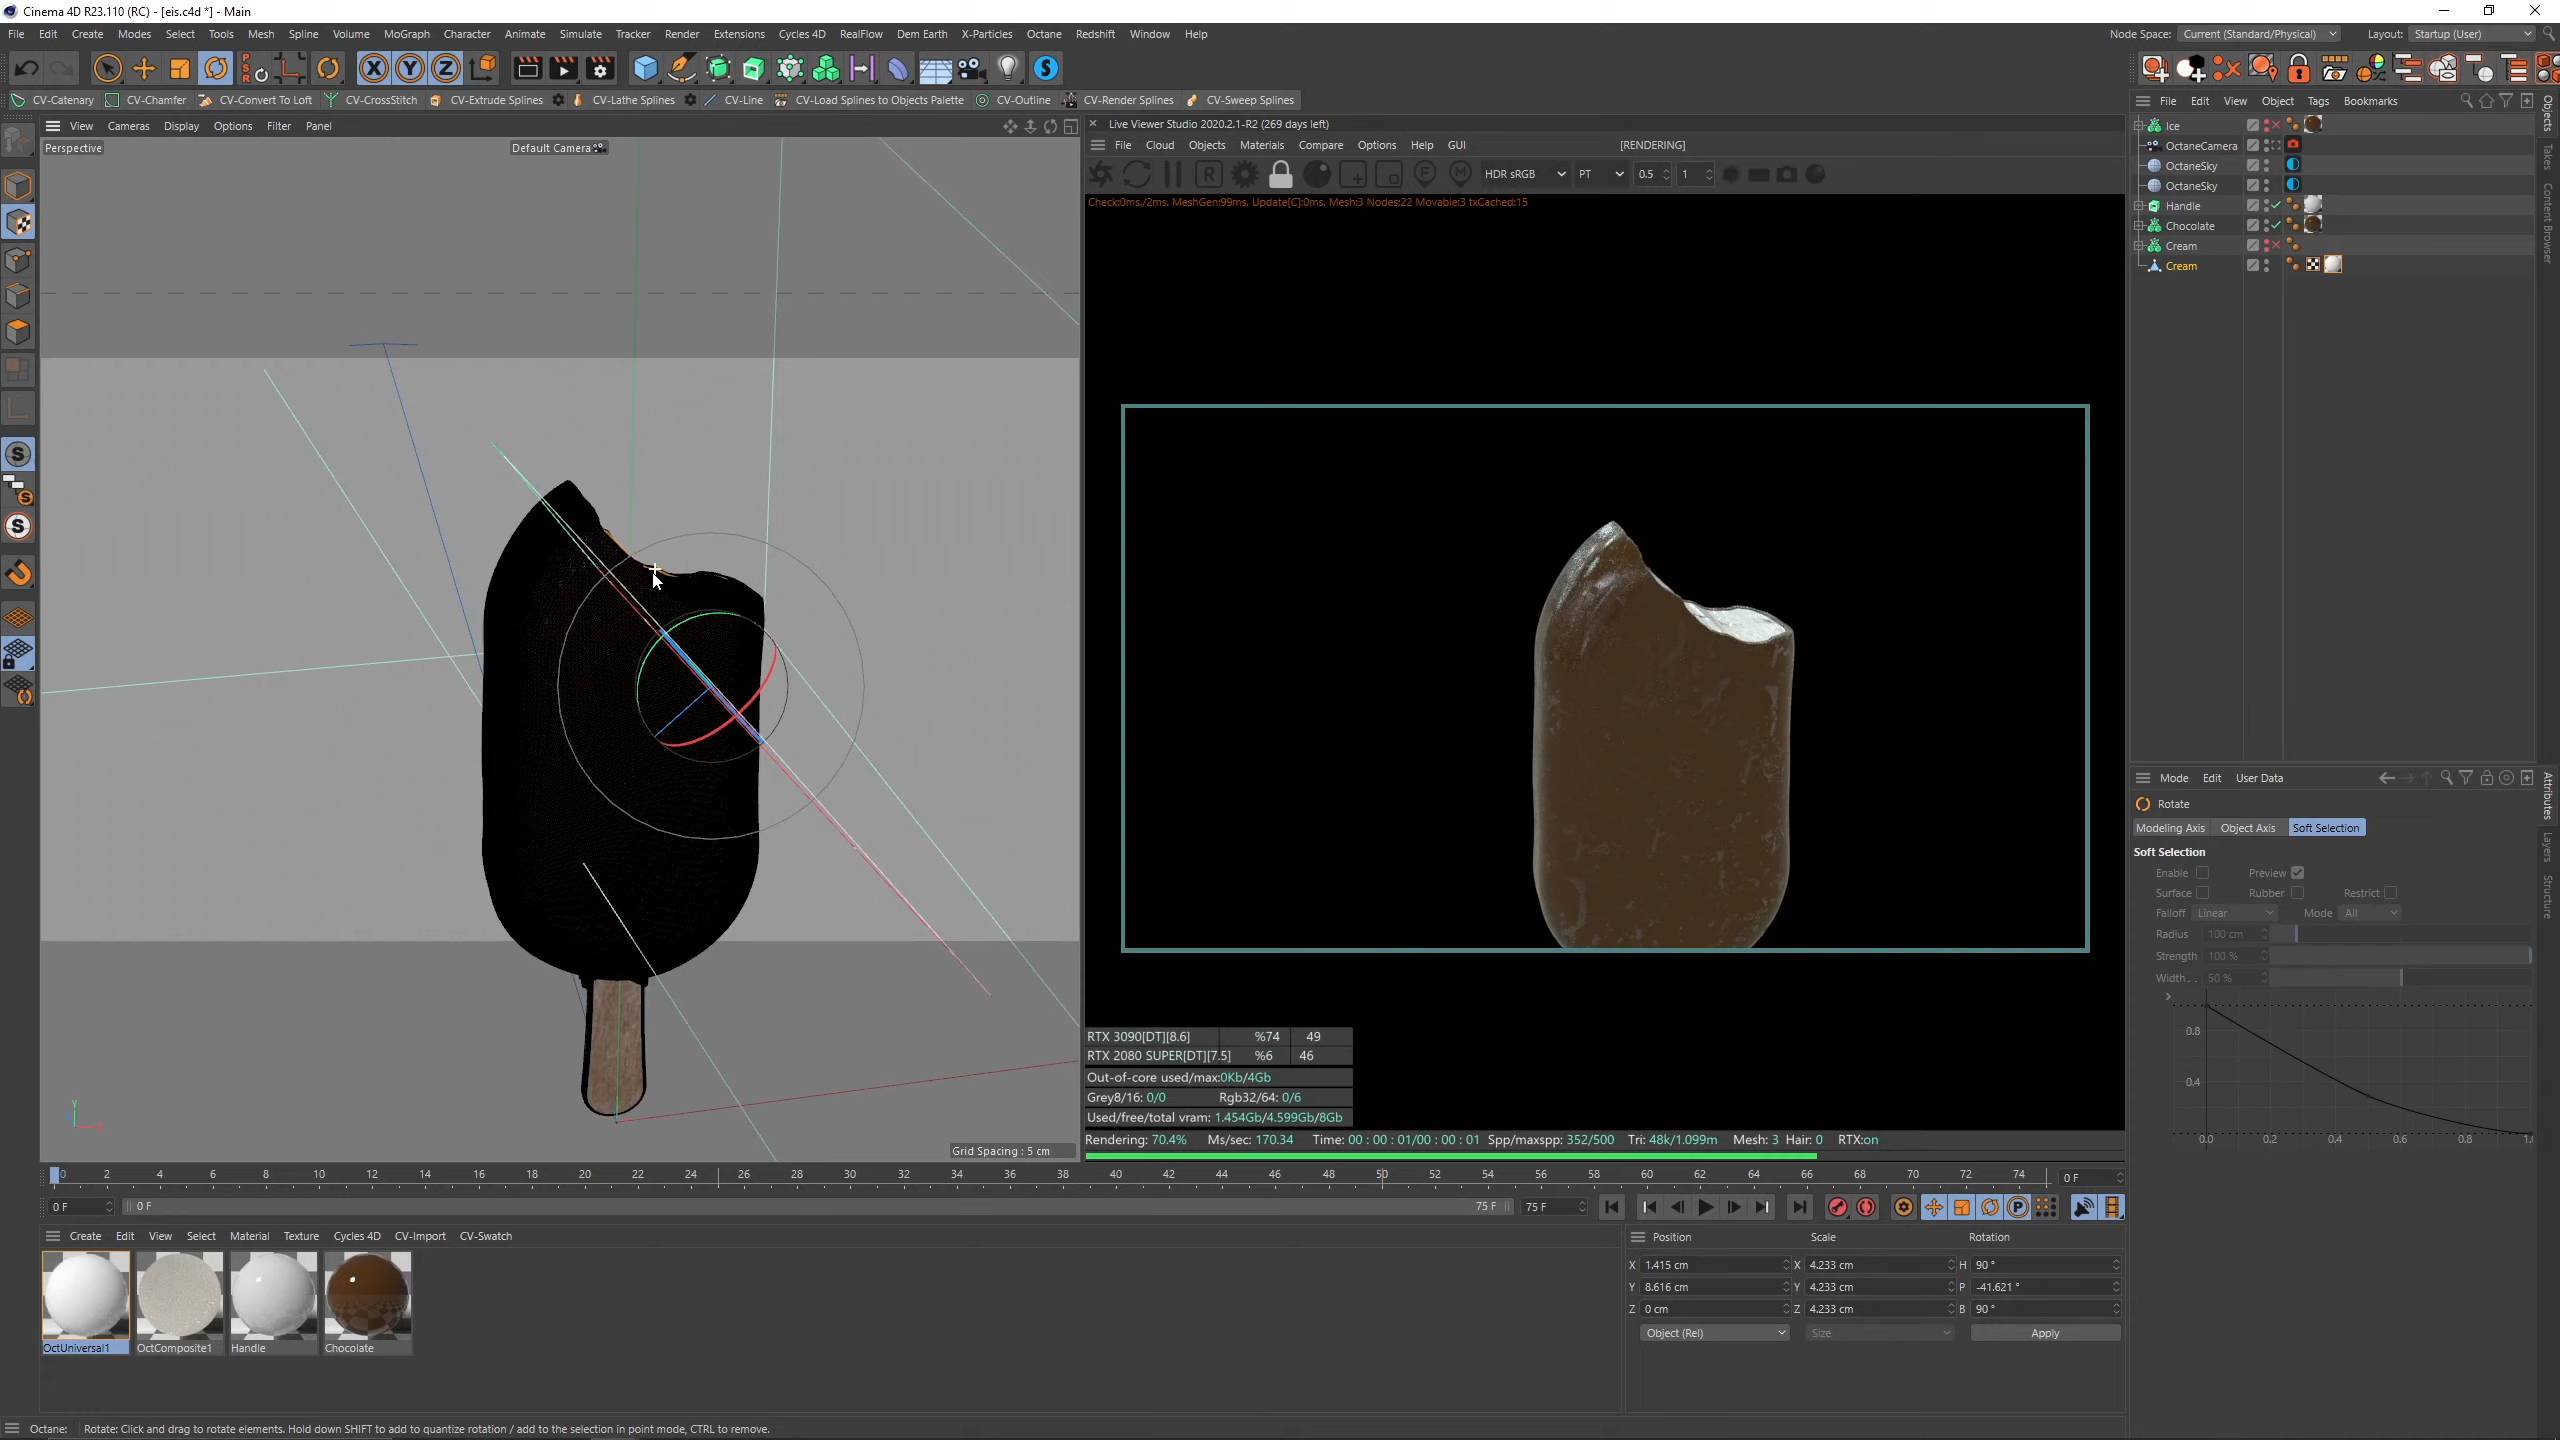 Cinema 4D R23.110 (RC) - [eis.c4d *] - Main
File Edit Create Modes Select Tools Mesh Spline Volume MoGraph Character Animate Simulate Tracker Render Extensions Cycles 4D RealFlow Dem Earth X-Particles Octane Redshift Window Help
Node Space: Current (Standard/Physical) Layout: Startup (User)
CV-Catenary CV-Chamfer CV-Convert To Loft CV-CrossStitch CV-Extrude Splines CV-Lathe Splines CV-Line CV-Load Splines to Objects Palette CV-Outline CV-Render Splines CV-Sweep Splines
View Cameras Display Options Filter Panel
Perspective
Default Camera
Grid Spacing : 5 cm
Live Viewer Studio 2020.2.1-R2 (269 days left)
File Cloud Objects Materials Compare Options Help GUI [RENDERING]
HDR sRGB PT 0.5 1
Check:0ms./2ms. MeshGen:99ms. Update[C]:0ms. Mesh:3 Nodes:22 Movable:3 txCached:15
RTX 3090[DT][8.6] %74 49
RTX 2080 SUPER[DT][7.5] %6 46
Out-of-core used/max:0Kb/4Gb
Grey8/16: 0/0 Rgb32/64: 0/6
Used/free/total vram: 1.454Gb/4.599Gb/8Gb
Rendering: 70.4% Ms/sec: 170.34 Time: 00 : 00 : 01/00 : 00 : 01 Spp/maxspp: 352/500 Tri: 48k/1.099m Mesh: 3 Hair: 0 RTX:on
File Edit View Object Tags Bookmarks
Ice
OctaneCamera
OctaneSky
OctaneSky
Handle
Chocolate
Cream
Cream
Objects
Takes
Content Browser
Mode Edit User Data
Rotate
Modeling Axis Object Axis Soft Selection
Soft Selection
Enable Preview
Surface Rubber Restrict
Falloff Linear Mode All
Radius 100 cm
Strength 100 %
Width . . 50 %
0.8
0.4
0.0 0.2 0.4 0.6 0.8 1.0
Attributes
Layers
Structure
0 2 4 6 8 10 12 14 16 18 20 22 24 26 28 30 32 34 36 38 40 42 44 46 48 50 52 54 56 58 60 62 64 66 68 70 72 74 0 F
0 F 0 F 75 F 75 F
Create Edit View Select Material Texture Cycles 4D CV-Import CV-Swatch
OctUniversal1 OctComposite1 Handle Chocolate
Position Scale Rotation
X 1.415 cm X 4.233 cm H 90 °
Y 8.616 cm Y 4.233 cm P -41.621 °
Z 0 cm Z 4.233 cm B 90 °
Object (Rel) Size Apply
Octane: Rotate: Click and drag to rotate elements. Hold down SHIFT to add to quantize rotation / add to the selection in point mode, CTRL to remove.